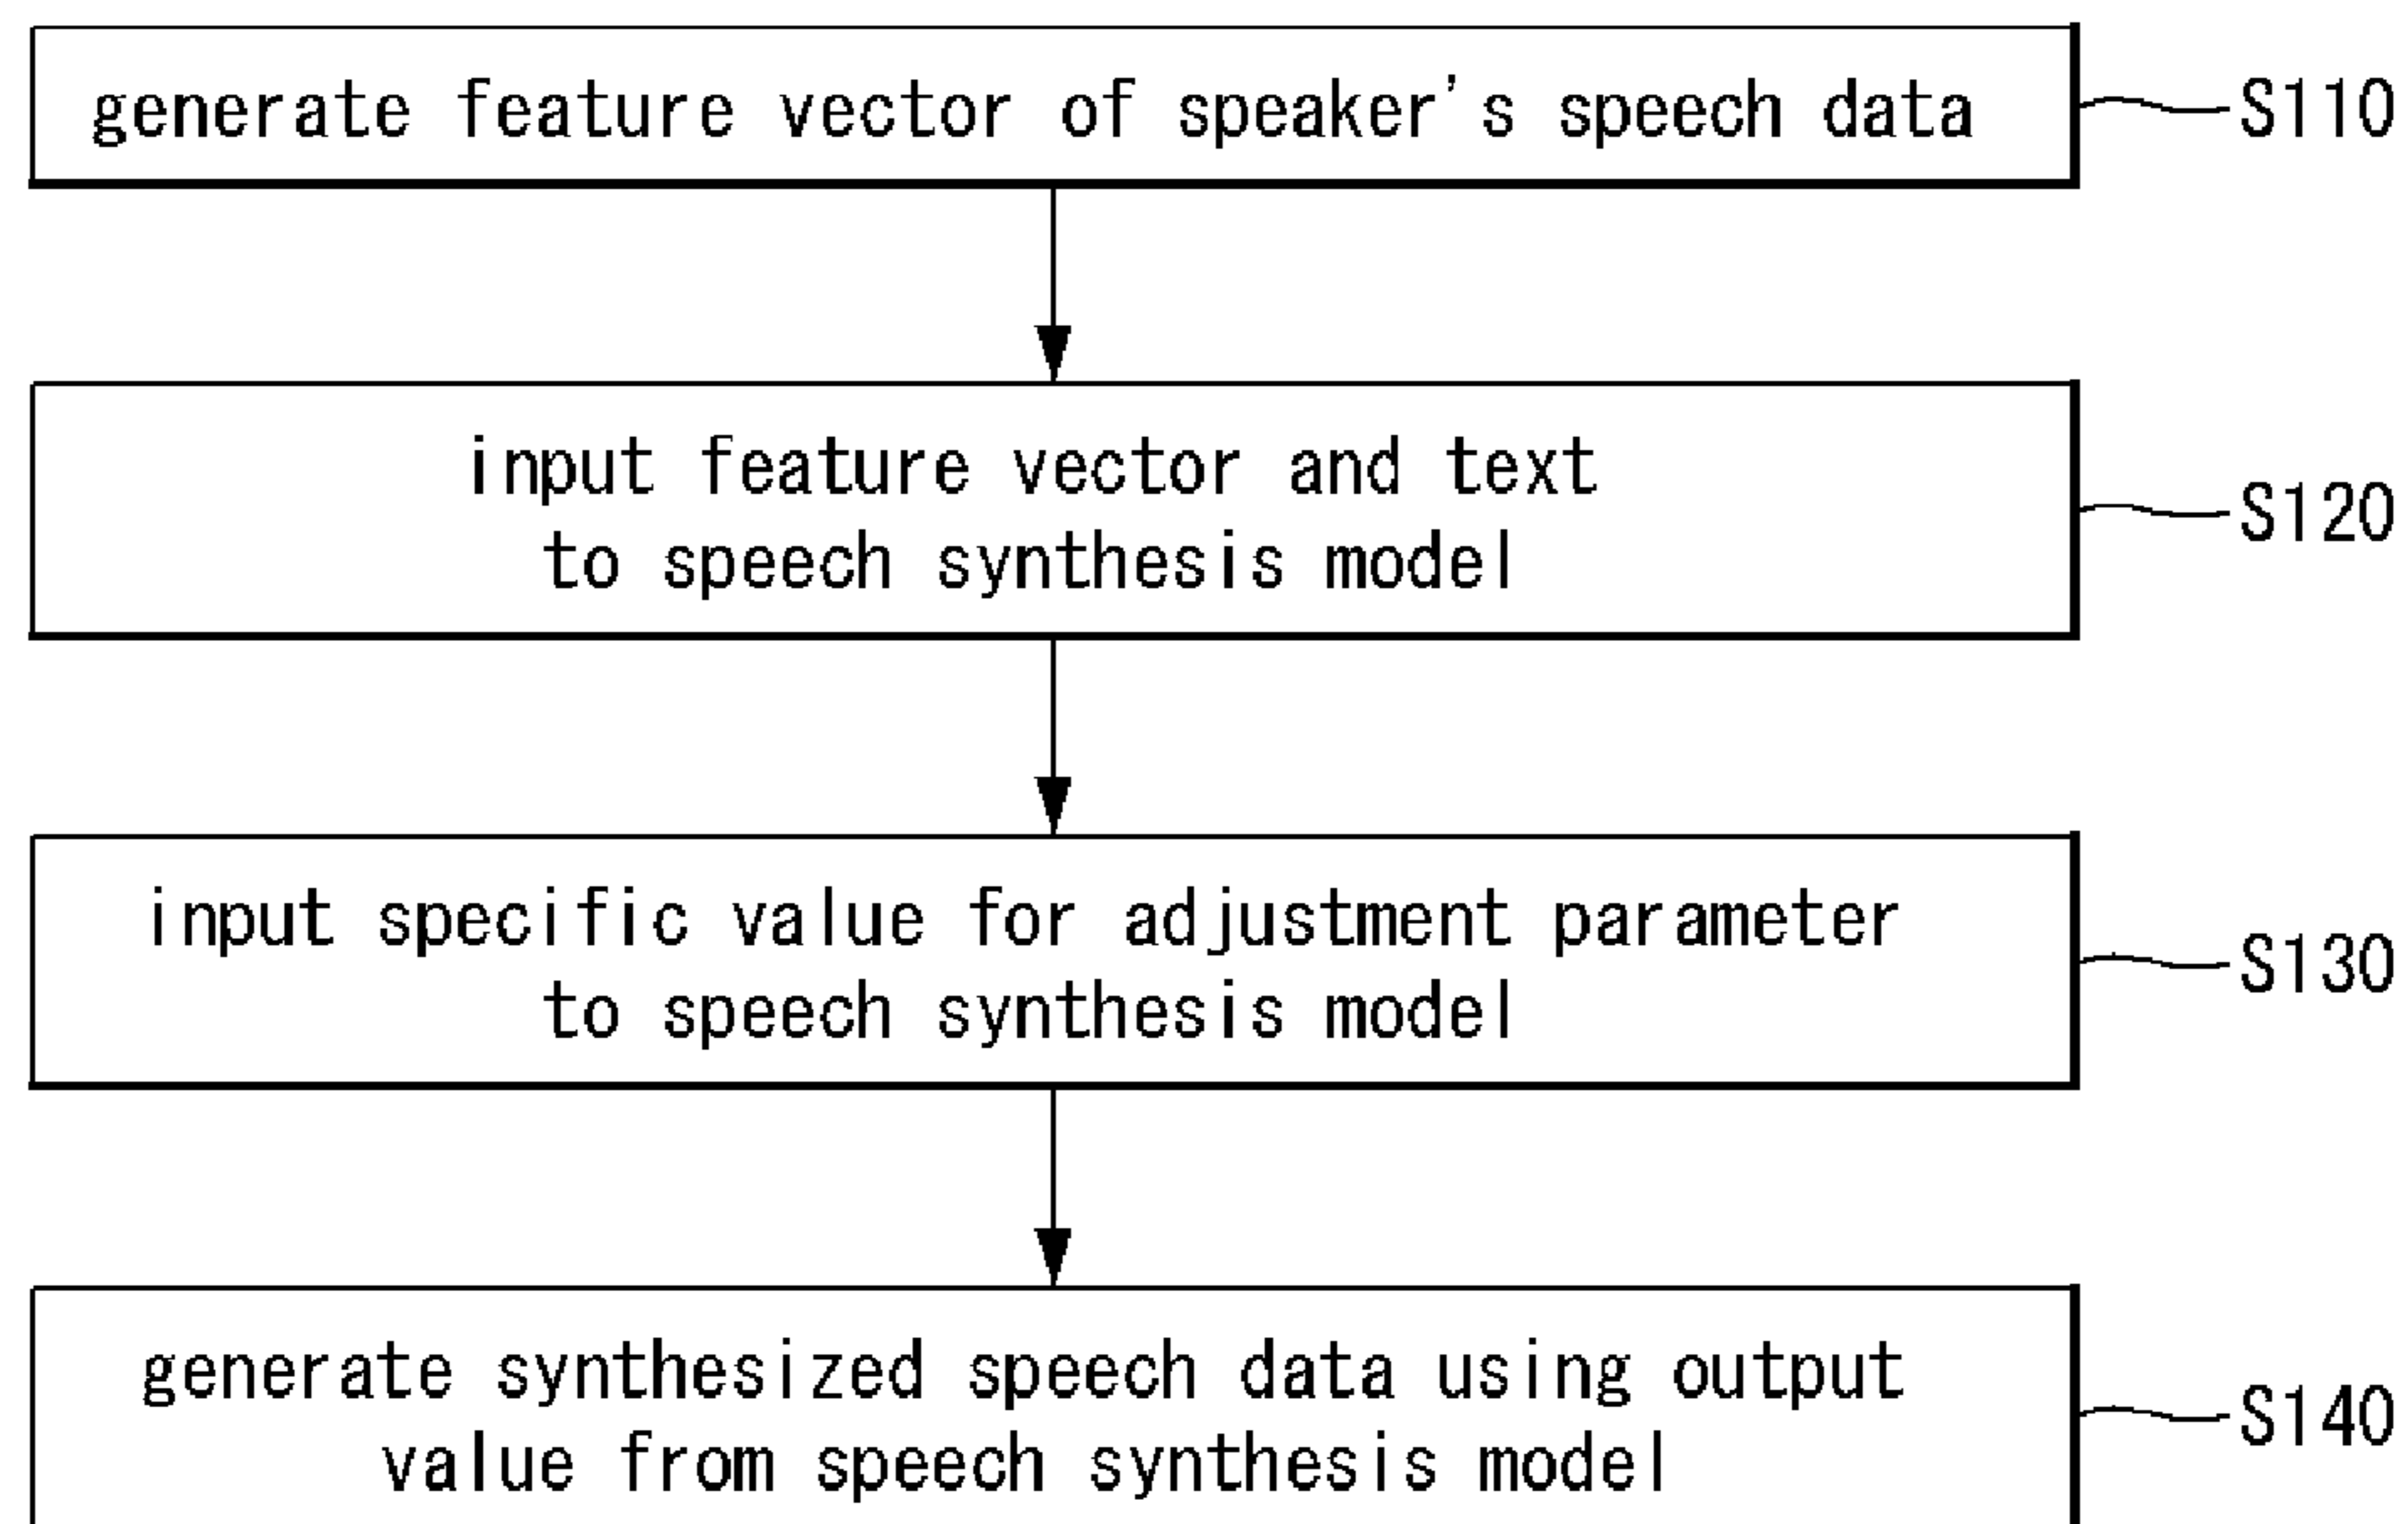 generate feature vector of speaker's speech data
S110
input feature vector and text
to speech synthesis model
S120
input specific value for adjustment parameter
to speech synthesis model
S130
generate synthesized speech data using output
value from speech synthesis model
S140